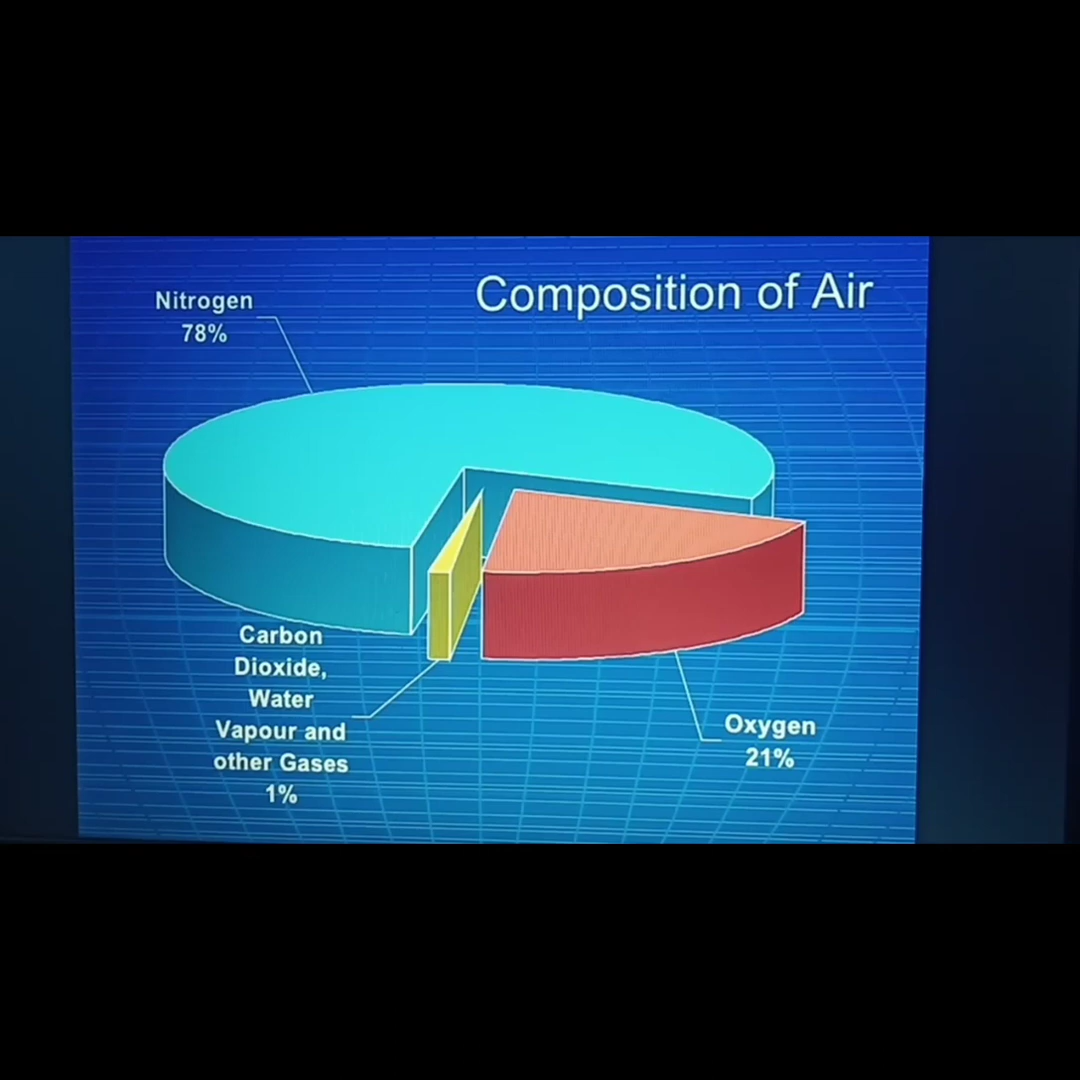 Composition of Air
Nitrogen
78%
Carbon
Dioxide,
Water
Vapour and
other Gases
1%
Oxygen
21%